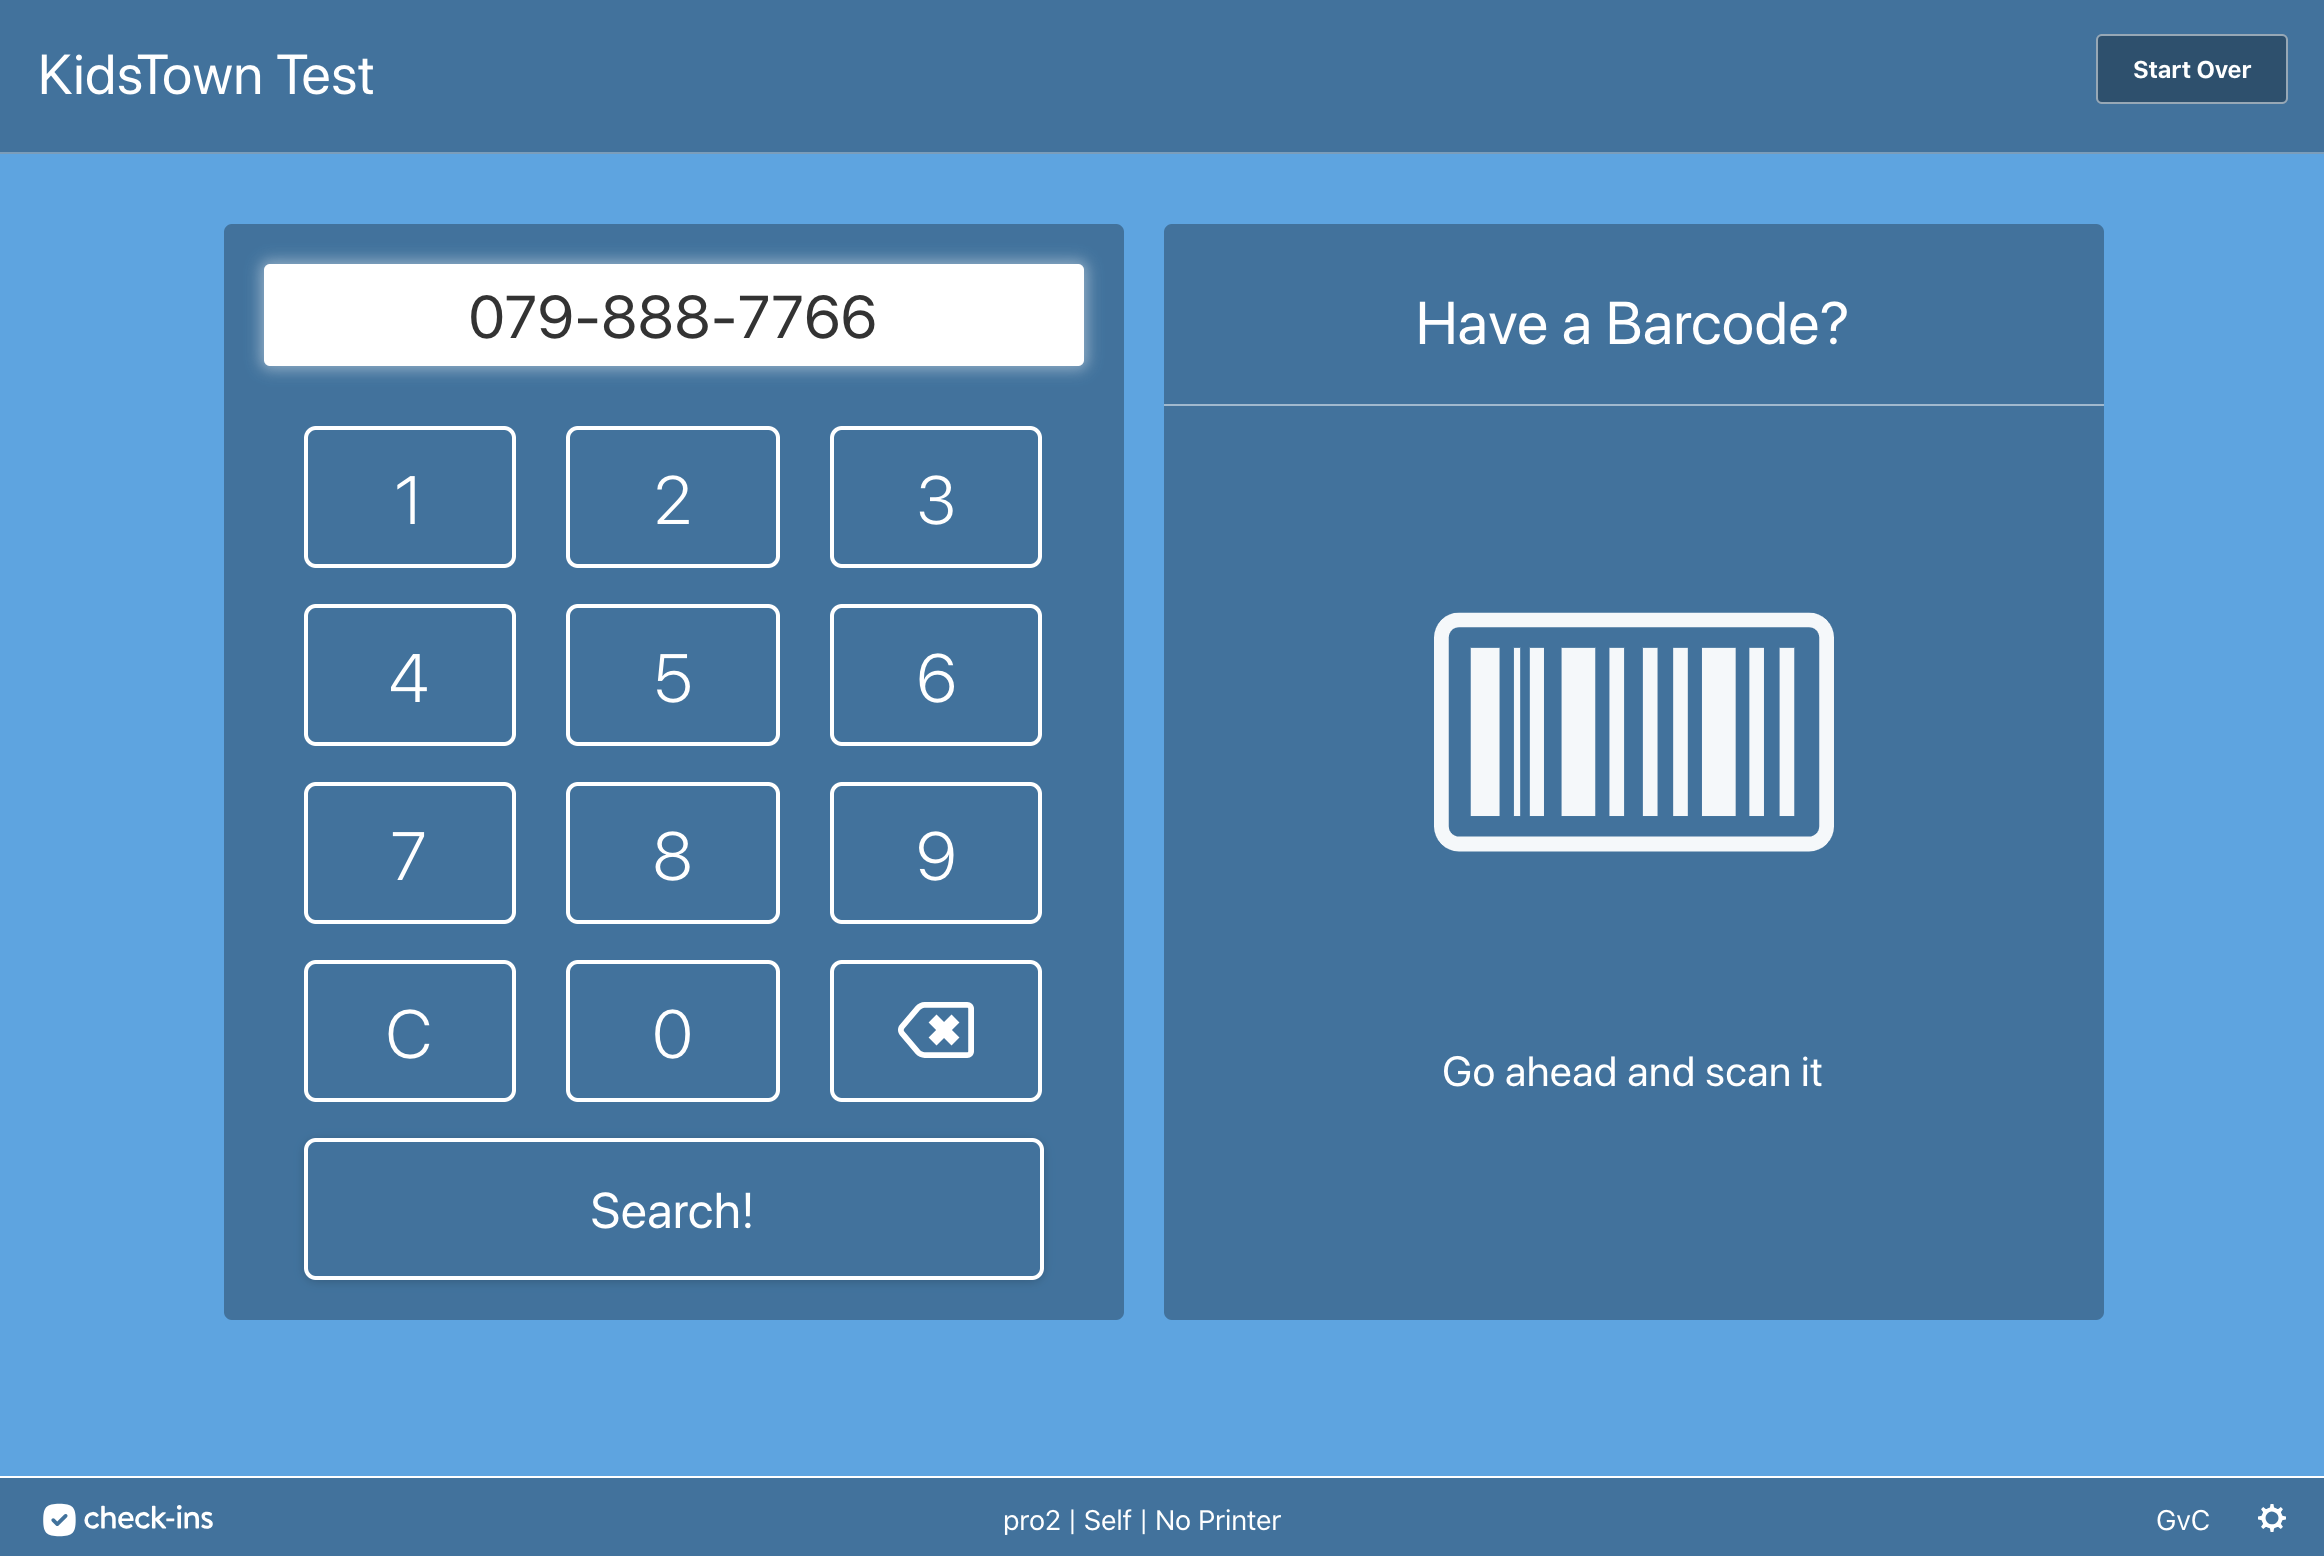 KidsTown Test
Start Over
079-888-7766
1 2 3
4 5 6
7 8 9
C 0
Search!
Have a Barcode?
Go ahead and scan it
check-ins
pro2 | Self | No Printer
GvC